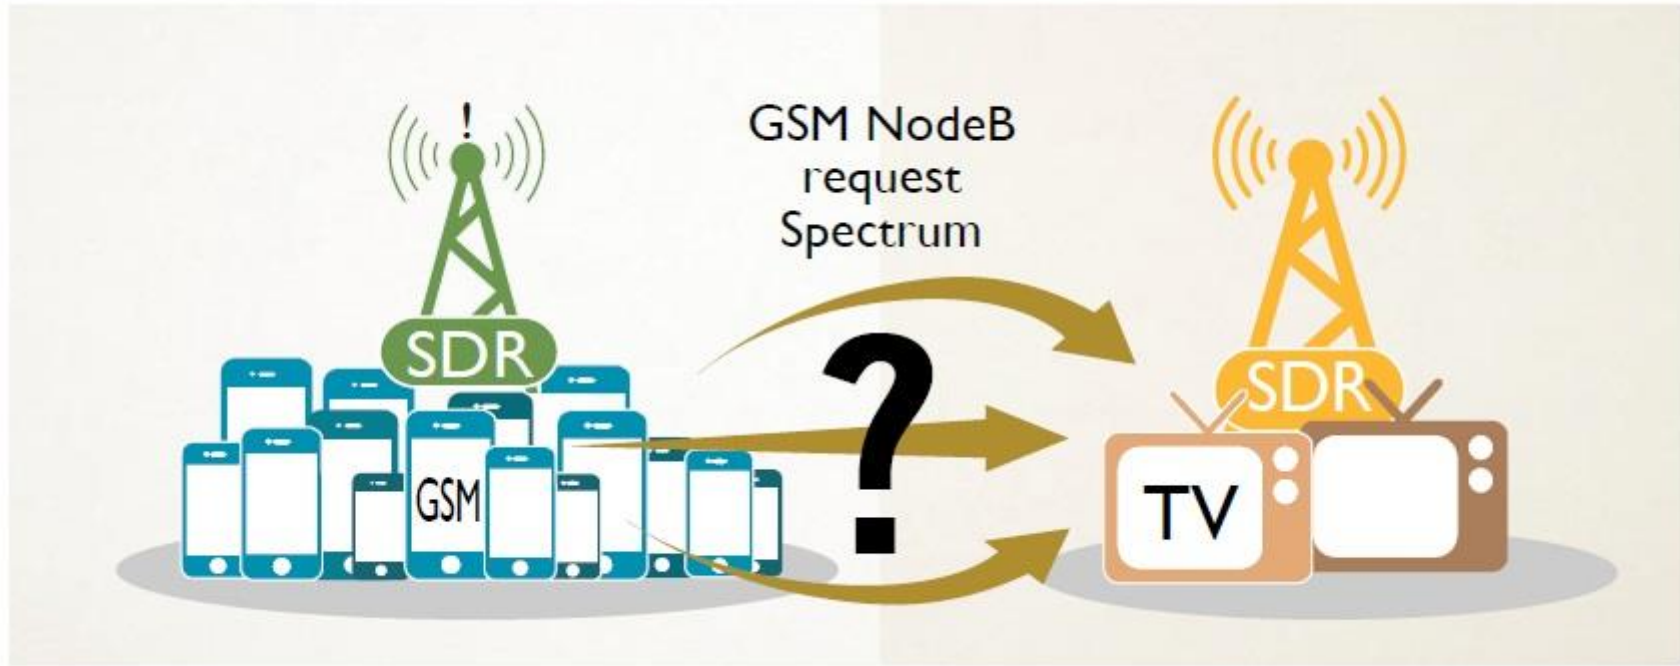 !
GSM NodeB
request
Spectrum
SDR
SDR
GSM
?
TV